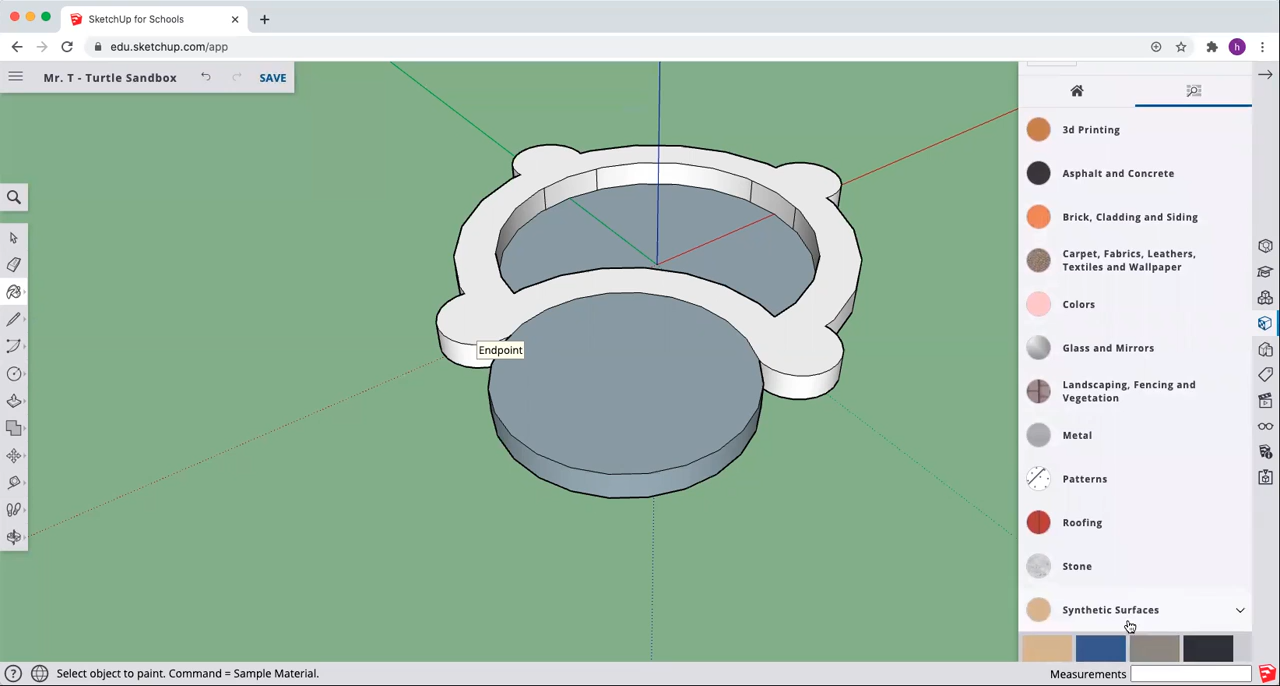 SketchUp for Schools
edu.sketchup.com/app
h
Mr. T - Turtle Sandbox
SAVE
3d Printing
Asphalt and Concrete
Brick, Cladding and Siding
Carpet, Fabrics, Leathers,
Textiles and Wallpaper
Colors
Glass and Mirrors
Landscaping, Fencing and
Vegetation
Metal
Patterns
Roofing
Stone
Synthetic Surfaces
Endpoint
Select object to paint. Command = Sample Material.
Measurements